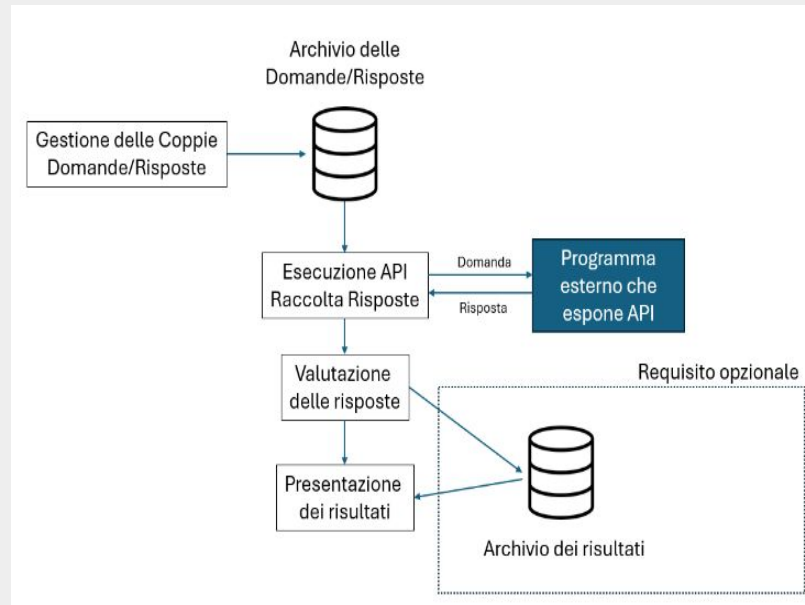 Archivio delle
Domande/Risposte
Gestione delle Coppie
Domande/Risposte
Esecuzione API
Raccolta Risposte
Domanda
Risposta
Programma
esterno che
espone API
Valutazione
delle risposte
Requisito opzionale
Presentazione
dei risultati
Archivio dei risultati